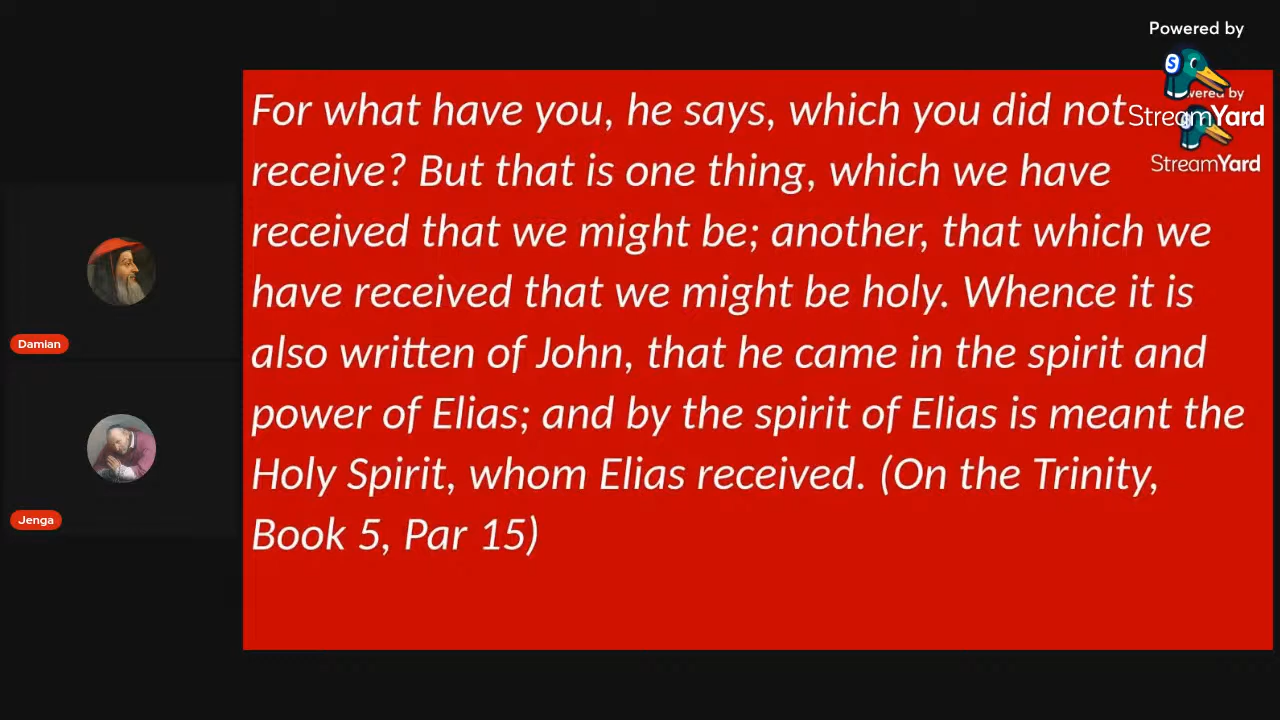 Powered by
StreamYard
ered by
StreamYard
For what have you, he says, which you did not
receive? But that is one thing, which we have
received that we might be; another, that which we
have received that we might be holy. Whence it is
also written of John, that he came in the spirit and
power of Elias; and by the spirit of Elias is meant the
Holy Spirit, whom Elias received. (On the Trinity,
Book 5, Par 15)
Damian
Jenga